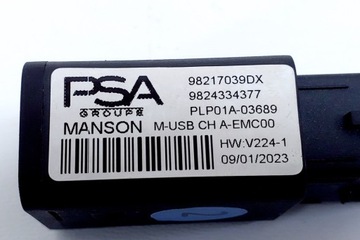 PSA
GROUPE
98217039DX
9824334377
PLP01A-03689
MANSON M-USB CH A-EMC00
HW:V224-1
09/01/2023